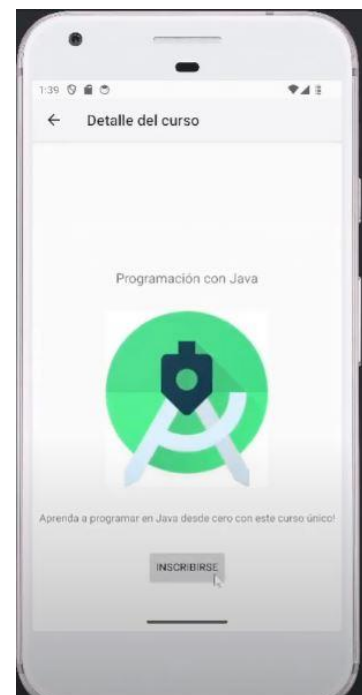 1:39
Detalle del curso
Programación con Java
Aprenda a programar en Java desde cero con este curso único!
INSCRIBIRSE